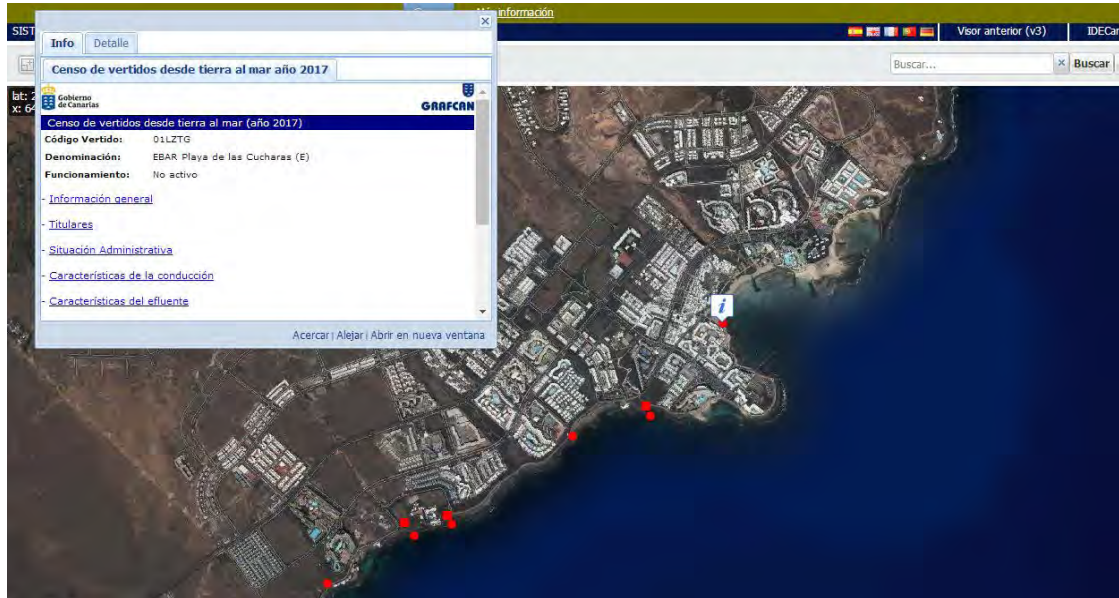 Más información
SIST
Visor anterior (v3)
IDECan
Info
Detalle
Buscar...
×
Buscar
Censo de vertidos desde tierra al mar año 2017
lat: 2
x: 64
Gobierno
de Canarias
GRAFCAN
Censo de vertidos desde tierra al mar (año 2017)
Código Vertido: 01LZTG
Denominación: EBAR Playa de las Cucharas (E)
Funcionamiento: No activo
- Información general
- Titulares
- Situación Administrativa
- Características de la conducción
- Características del efluente
Acercar | Alejar | Abrir en nueva ventana
i